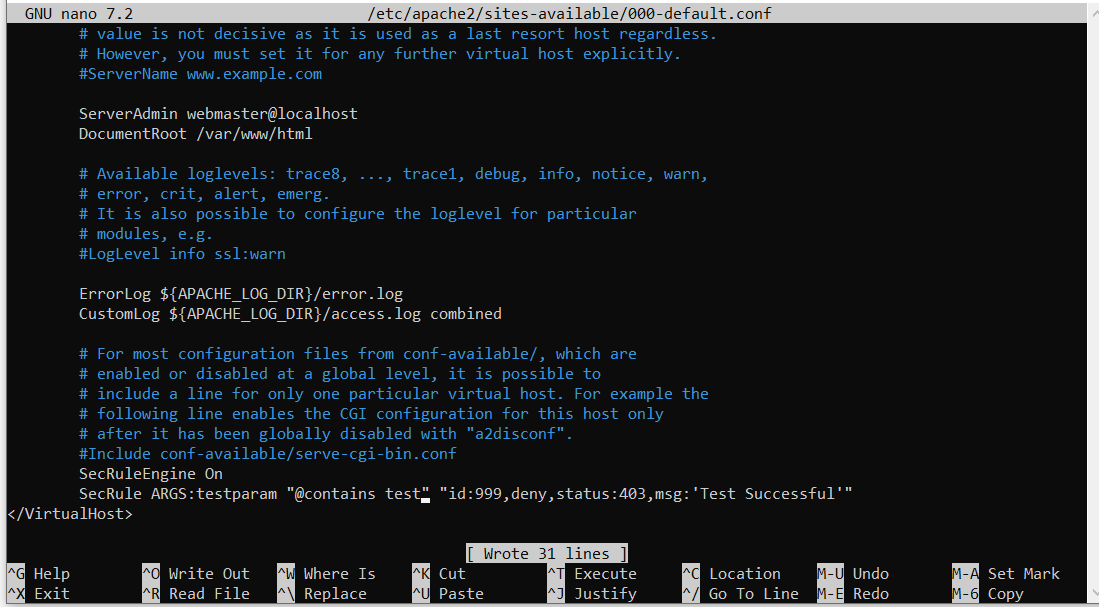 GNU nano 7.2 /etc/apache2/sites-available/000-default.conf
# value is not decisive as it is used as a last resort host regardless.
# However, you must set it for any further virtual host explicitly.
#ServerName www.example.com
ServerAdmin webmaster@localhost
DocumentRoot /var/www/html
# Available loglevels: trace8, ..., trace1, debug, info, notice, warn,
# error, crit, alert, emerg.
# It is also possible to configure the loglevel for particular
# modules, e.g.
#LogLevel info ssl:warn
ErrorLog ${APACHE_LOG_DIR}/error.log
CustomLog ${APACHE_LOG_DIR}/access.log combined
# For most configuration files from conf-available/, which are
# enabled or disabled at a global level, it is possible to
# include a line for only one particular virtual host. For example the
# following line enables the CGI configuration for this host only
# after it has been globally disabled with "a2disconf".
#Include conf-available/serve-cgi-bin.conf
SecRuleEngine On
SecRule ARGS:testparam "@contains test" "id:999,deny,status:403,msg:'Test Successful'"
</VirtualHost>
[ Wrote 31 lines ]
^G Help ^O Write Out ^W Where Is ^K Cut ^T Execute ^C Location M-U Undo M-A Set Mark
^X Exit ^R Read File ^\ Replace ^U Paste ^J Justify ^/ Go To Line M-E Redo M-6 Copy